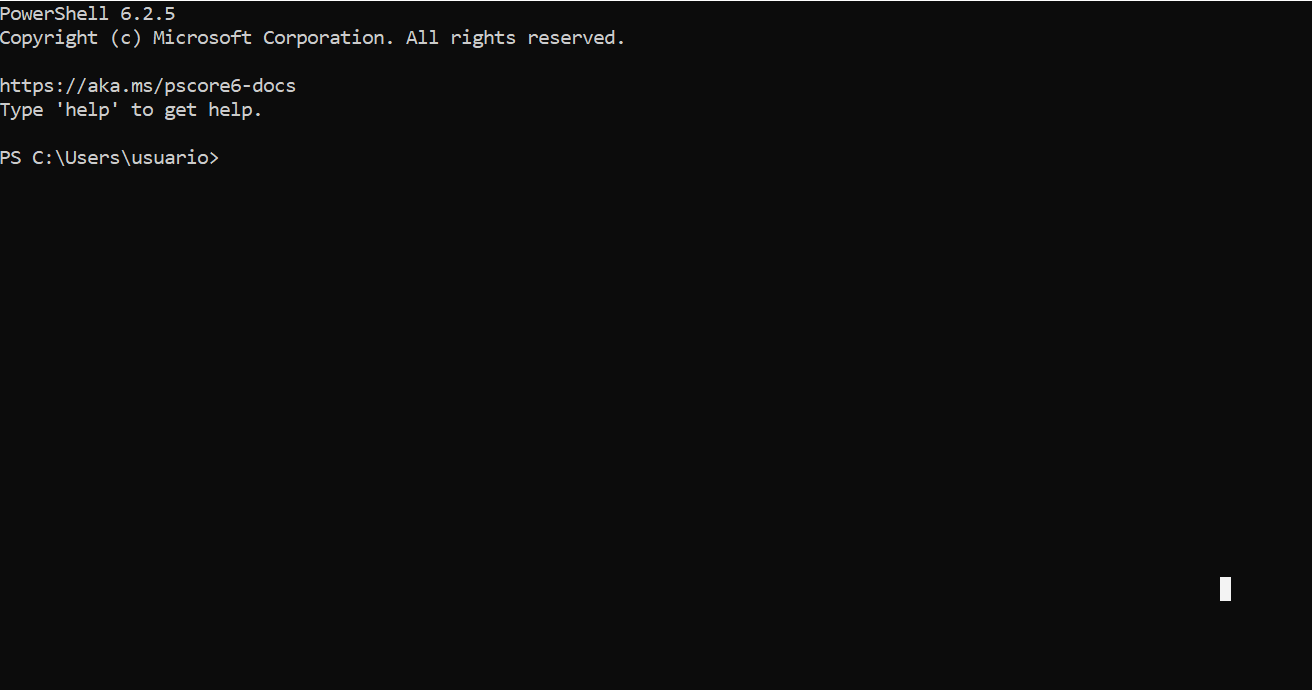 PowerShell 6.2.5
Copyright (c) Microsoft Corporation. All rights reserved.
https://aka.ms/pscore6-docs
Type 'help' to get help.
PS C:\Users\usuario>